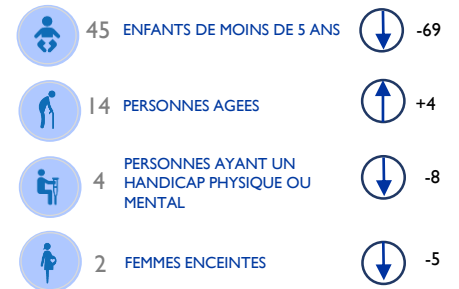 45 ENFANTS DE MOINS DE 5 ANS -69
14 PERSONNES AGEES +4
PERSONNES AYANT UN
4 HANDICAP PHYSIQUE OU -8
MENTAL
2 FEMMES ENCEINTES -5